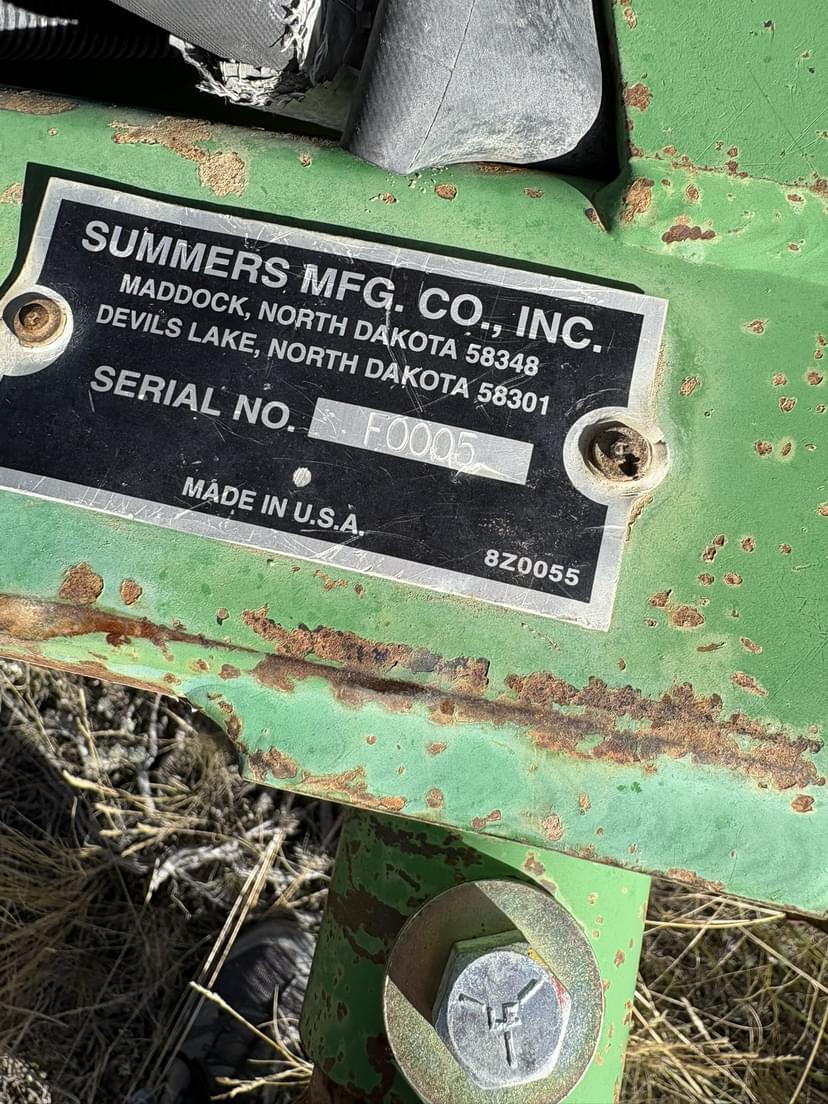 SUMMERS MFG. CO., INC.
MADDOCK, NORTH DAKOTA 58348
DEVILS LAKE, NORTH DAKOTA 58301
SERIAL NO. F0005
MADE IN U.S.A.
8Z0055